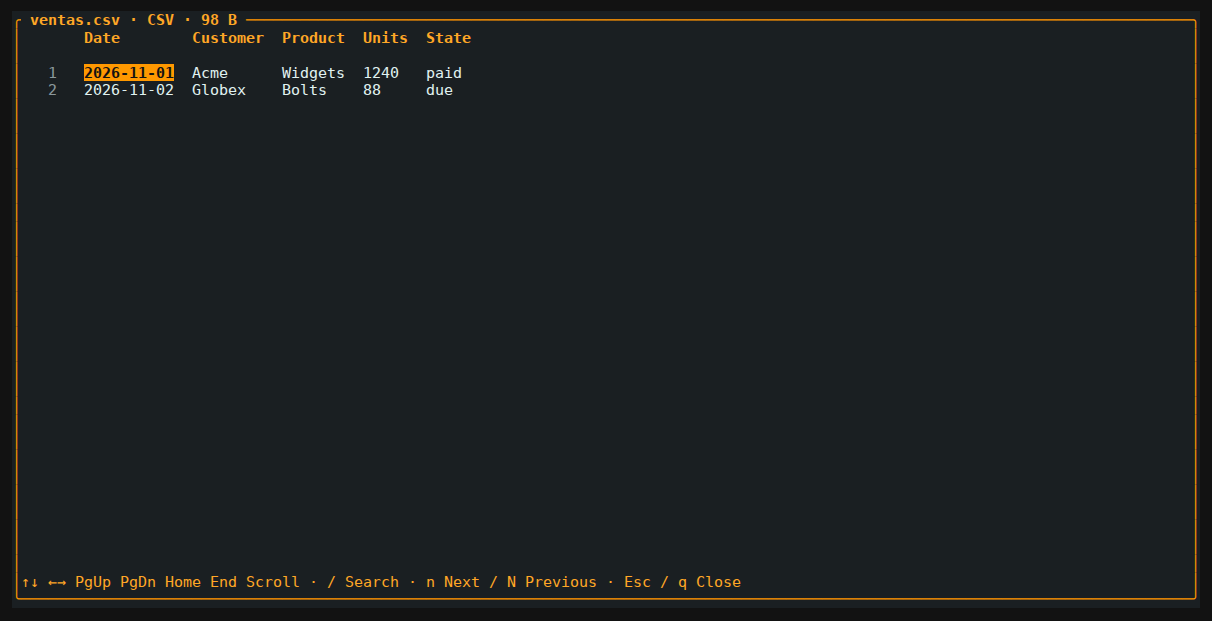 ventas.csv · CSV · 98 B
Date Customer Product Units State
1 2026-11-01 Acme Widgets 1240 paid
2 2026-11-02 Globex Bolts 88 due
↑↓ ←→ PgUp PgDn Home End Scroll · / Search · n Next / N Previous · Esc / q Close